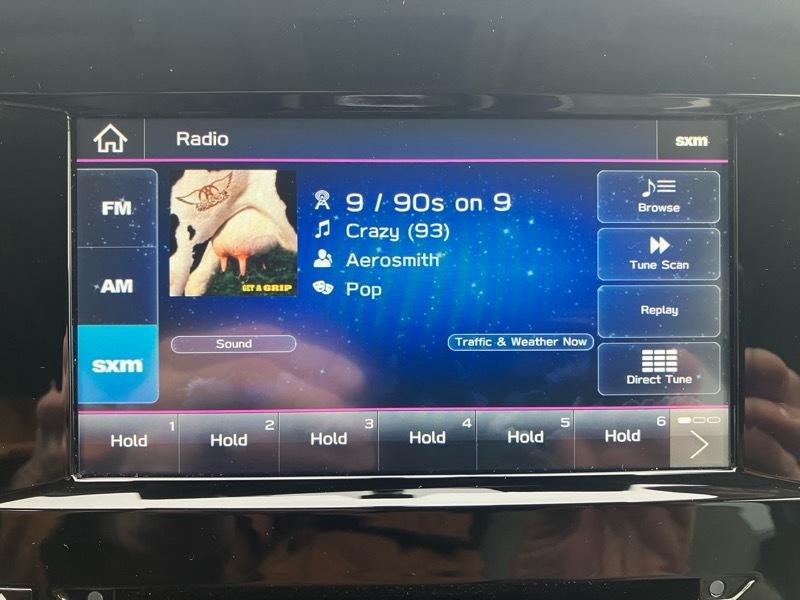 Radio
sxm
FM
AM
sxm
GET A GRIP
9 / 90s on 9
Crazy (93)
Aerosmith
Pop
Sound
Traffic & Weather Now
Browse
Tune Scan
Replay
Direct Tune
Hold 1
Hold 2
Hold 3
Hold 4
Hold 5
Hold 6